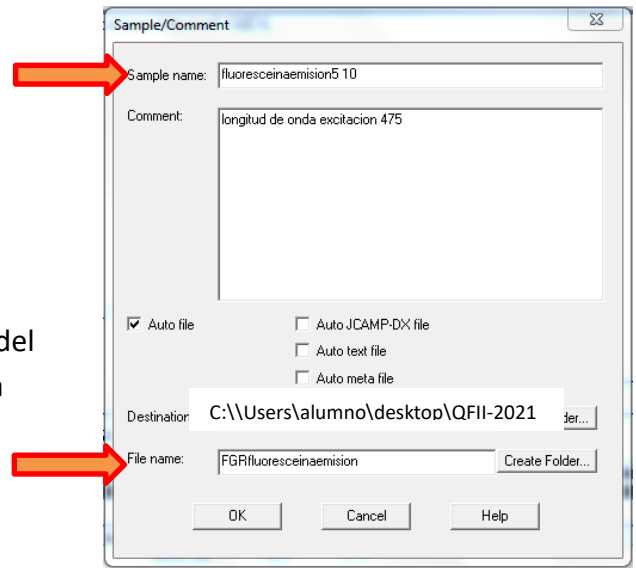 Sample/Comment
Sample name: fluoresceinaemision5 10
Comment: longitud de onda excitacion 475
Auto file
Auto JCAMP-DX file
Auto text file
Auto meta file
del
Destination C:\\Users\alumno\desktop\QFII-2021 der...
File name: FGRfluoresceinaemision Create Folder...
OK Cancel Help